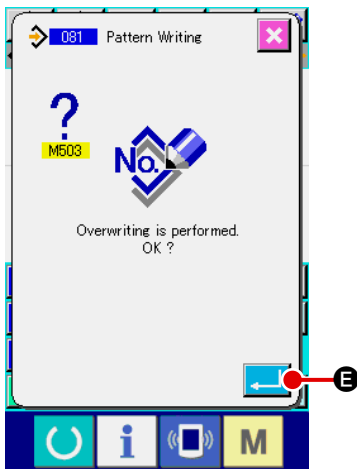 081 Pattern Writing
M503
No.
Overwriting is performed.
OK ?
E
i
M